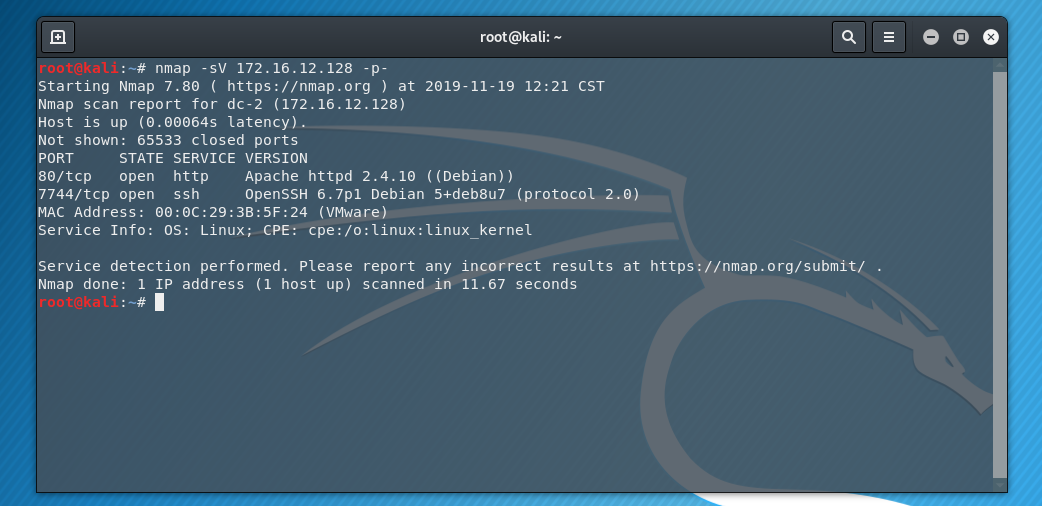 root@kali: ~
root@kali:~# nmap -sV 172.16.12.128 -p-
Starting Nmap 7.80 ( https://nmap.org ) at 2019-11-19 12:21 CST
Nmap scan report for dc-2 (172.16.12.128)
Host is up (0.00064s latency).
Not shown: 65533 closed ports
PORT     STATE SERVICE VERSION
80/tcp   open  http    Apache httpd 2.4.10 ((Debian))
7744/tcp open  ssh     OpenSSH 6.7p1 Debian 5+deb8u7 (protocol 2.0)
MAC Address: 00:0C:29:3B:5F:24 (VMware)
Service Info: OS: Linux; CPE: cpe:/o:linux:linux_kernel
Service detection performed. Please report any incorrect results at https://nmap.org/submit/ .
Nmap done: 1 IP address (1 host up) scanned in 11.67 seconds
root@kali:~#